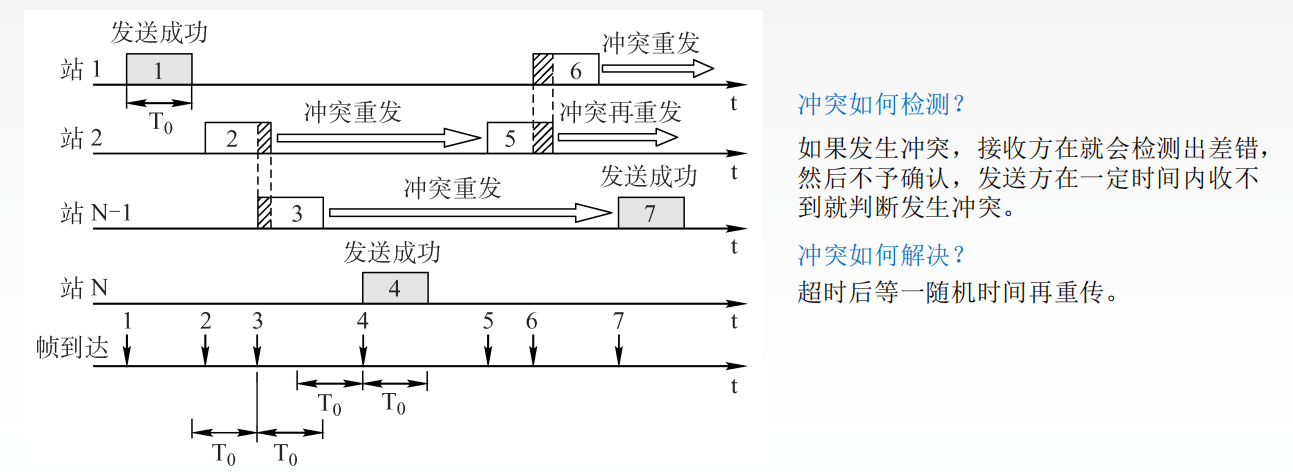 发送成功
站 1
1
6
冲突重发
t
T0
站 2
2
冲突重发
5
冲突再重发
t
站 N-1
3
冲突重发
发送成功
7
t
站 N
发送成功
4
t
1 2 3 4 5 6 7
帧到达
t
T0 T0
T0 T0
冲突如何检测？
如果发生冲突，接收方在就会检测出差错，
然后不予确认，发送方在一定时间内收不
到就判断发生冲突。
冲突如何解决？
超时后等一随机时间再重传。